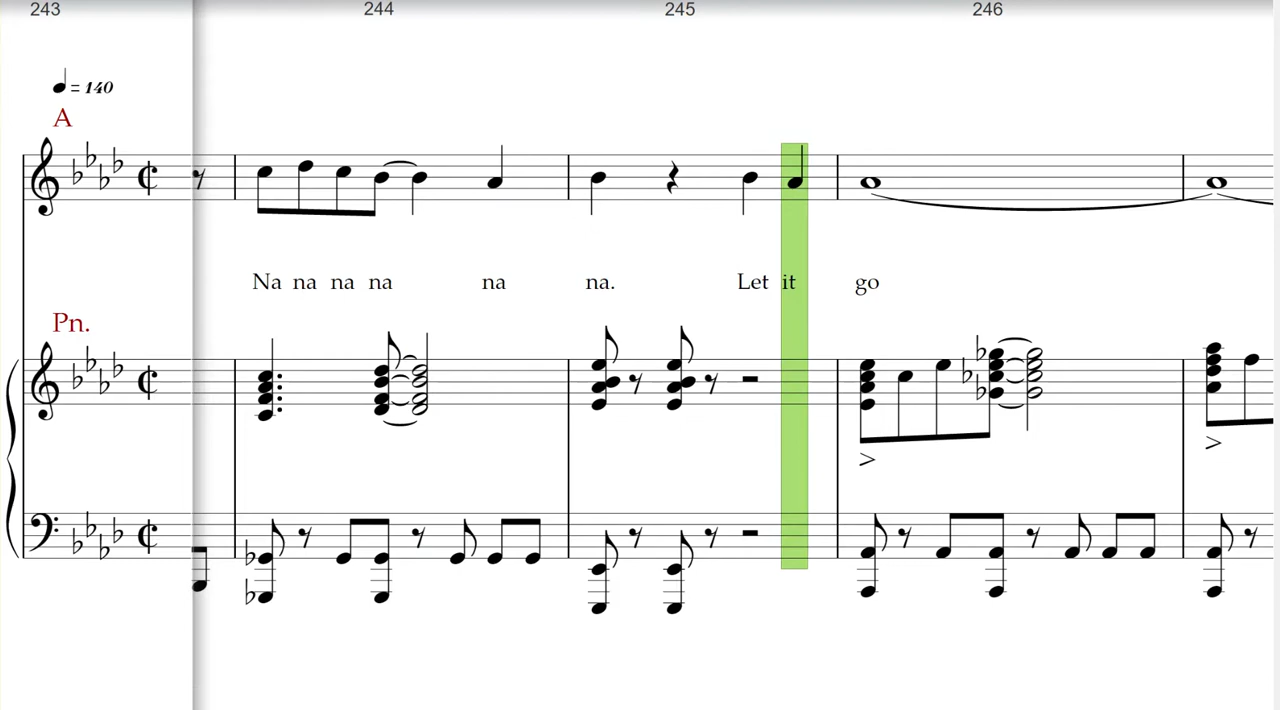 243 244 245 246
= 140
A
Na na na na na na. Let it go
Pn.